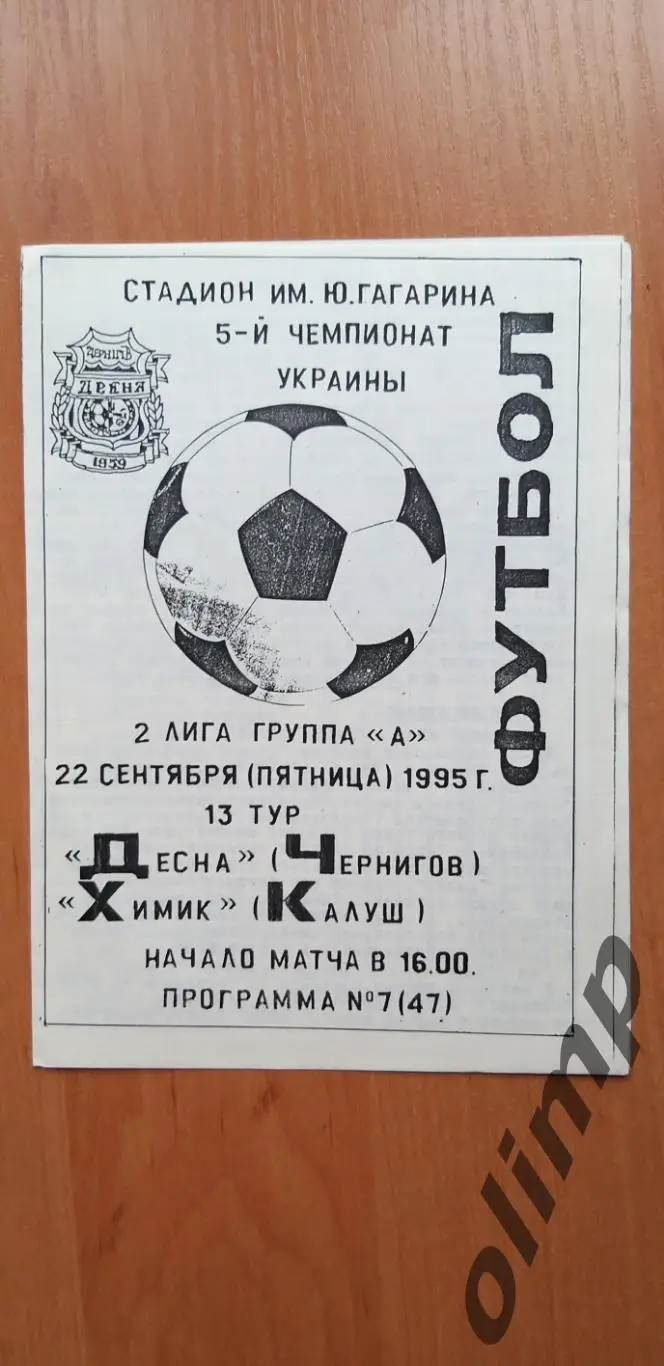 СТАДИОН ИМ. Ю.ГАГАРИНА
5-Й ЧЕМПИОНАТ
УКРАИНЫ
ФУТБОЛ
1959
2 ЛИГА ГРУППА «А»
22 СЕНТЯБРЯ (ПЯТНИЦА) 1995 Г.
13 ТУР
«ДЕСНА» (ЧЕРНИГОВ)
«ХИМИК» (КАЛУШ)
НАЧАЛО МАТЧА В 16.00.
ПРОГРАММА №7(47)
olimp